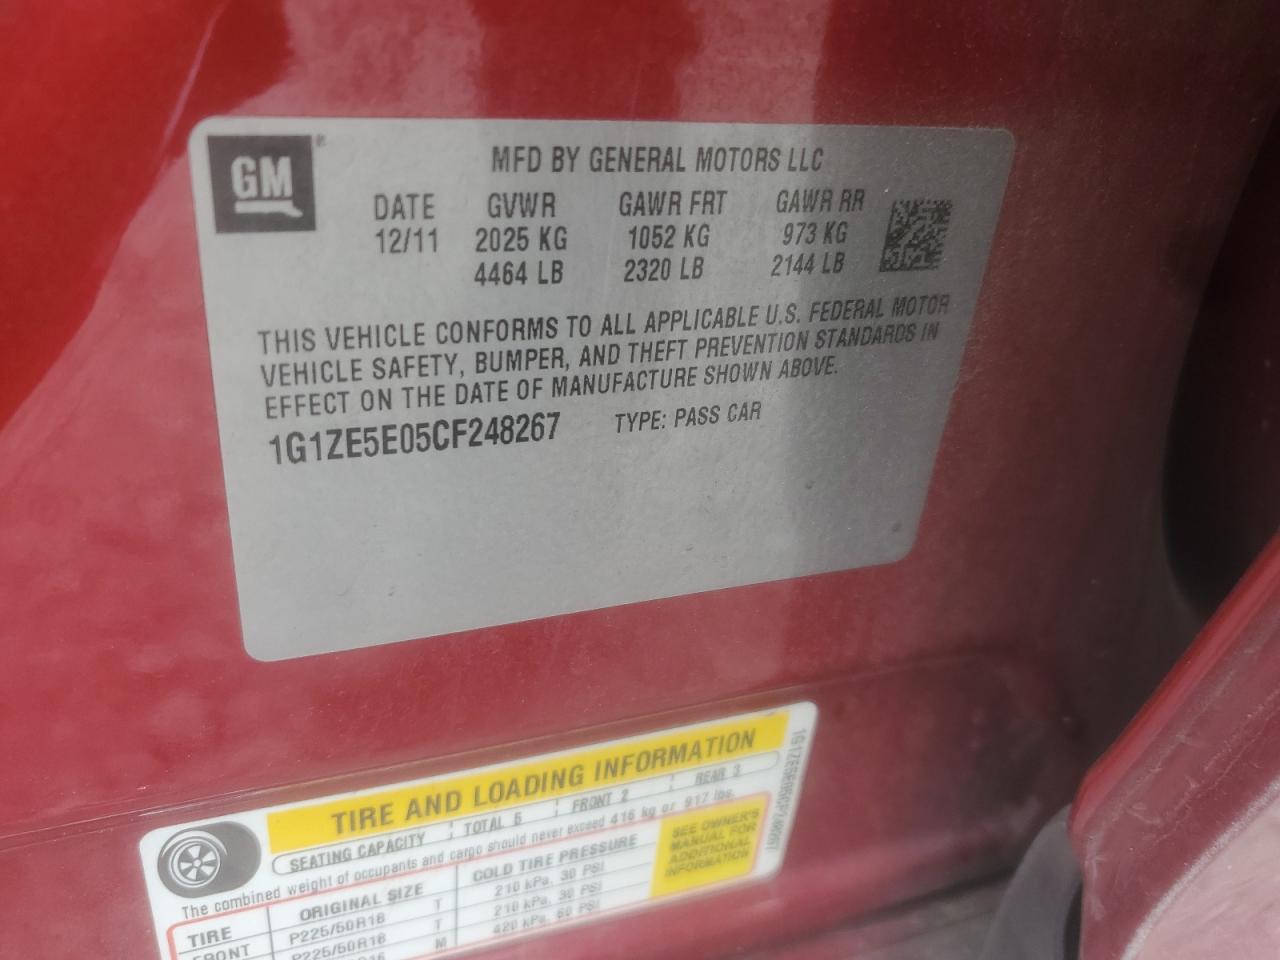 GM
MFD BY GENERAL MOTORS LLC
DATE GVWR GAWR FRT GAWR RR
12/11 2025 KG 1052 KG 973 KG
4464 LB 2320 LB 2144 LB
THIS VEHICLE CONFORMS TO ALL APPLICABLE U.S. FEDERAL MOTOR
VEHICLE SAFETY, BUMPER, AND THEFT PREVENTION STANDARDS IN
EFFECT ON THE DATE OF MANUFACTURE SHOWN ABOVE.
1G1ZE5E05CF248267 TYPE: PASS CAR
TIRE AND LOADING INFORMATION
SEATING CAPACITY TOTAL 5 FRONT 2 REAR 3
The combined weight of occupants and cargo should never exceed 416 kg or 917 lbs.
TIRE ORIGINAL SIZE COLD TIRE PRESSURE
FRONT P225/50R18 T 210 kPa, 30 PSI
P225/50R18 T 210 kPa, 30 PSI
M 420 kPa, 60 PSI
SEE OWNER'S
MANUAL FOR
ADDITIONAL
INFORMATION